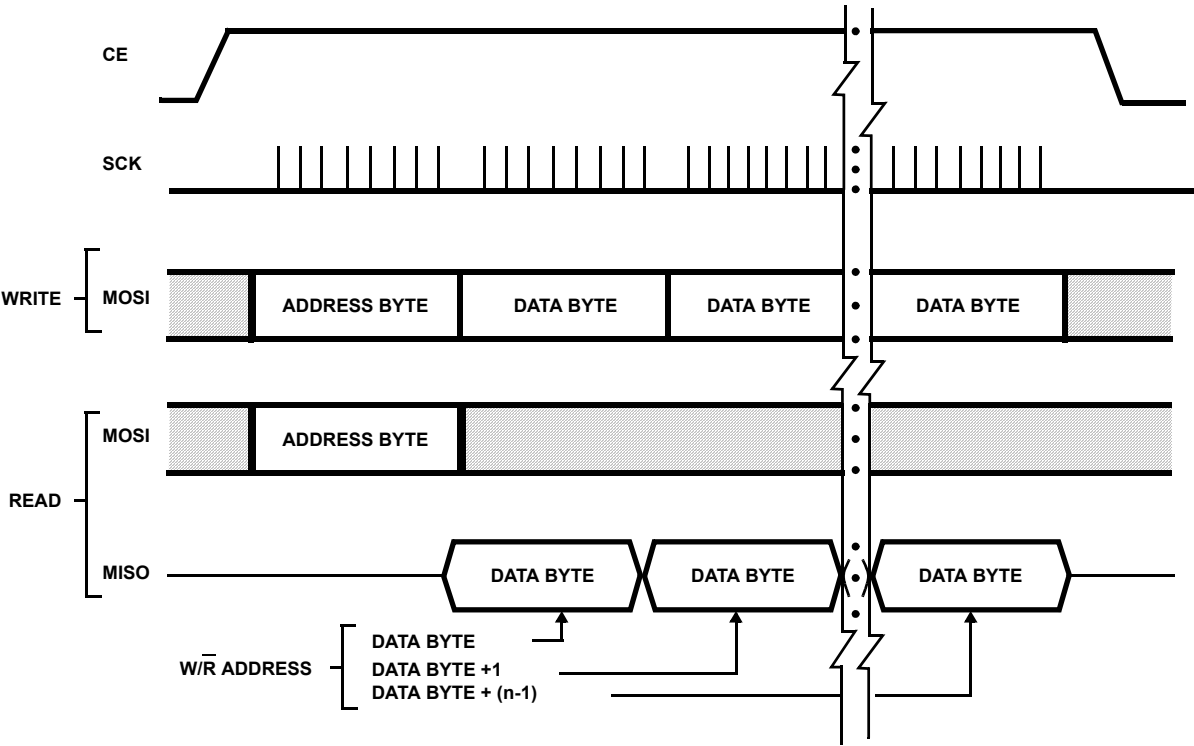 CE
SCK
WRITE
MOSI
ADDRESS BYTE
DATA BYTE
DATA BYTE
DATA BYTE
READ
MOSI
ADDRESS BYTE
MISO
DATA BYTE
DATA BYTE
DATA BYTE
W/R̅ ADDRESS
DATA BYTE
DATA BYTE +1
DATA BYTE + (n-1)